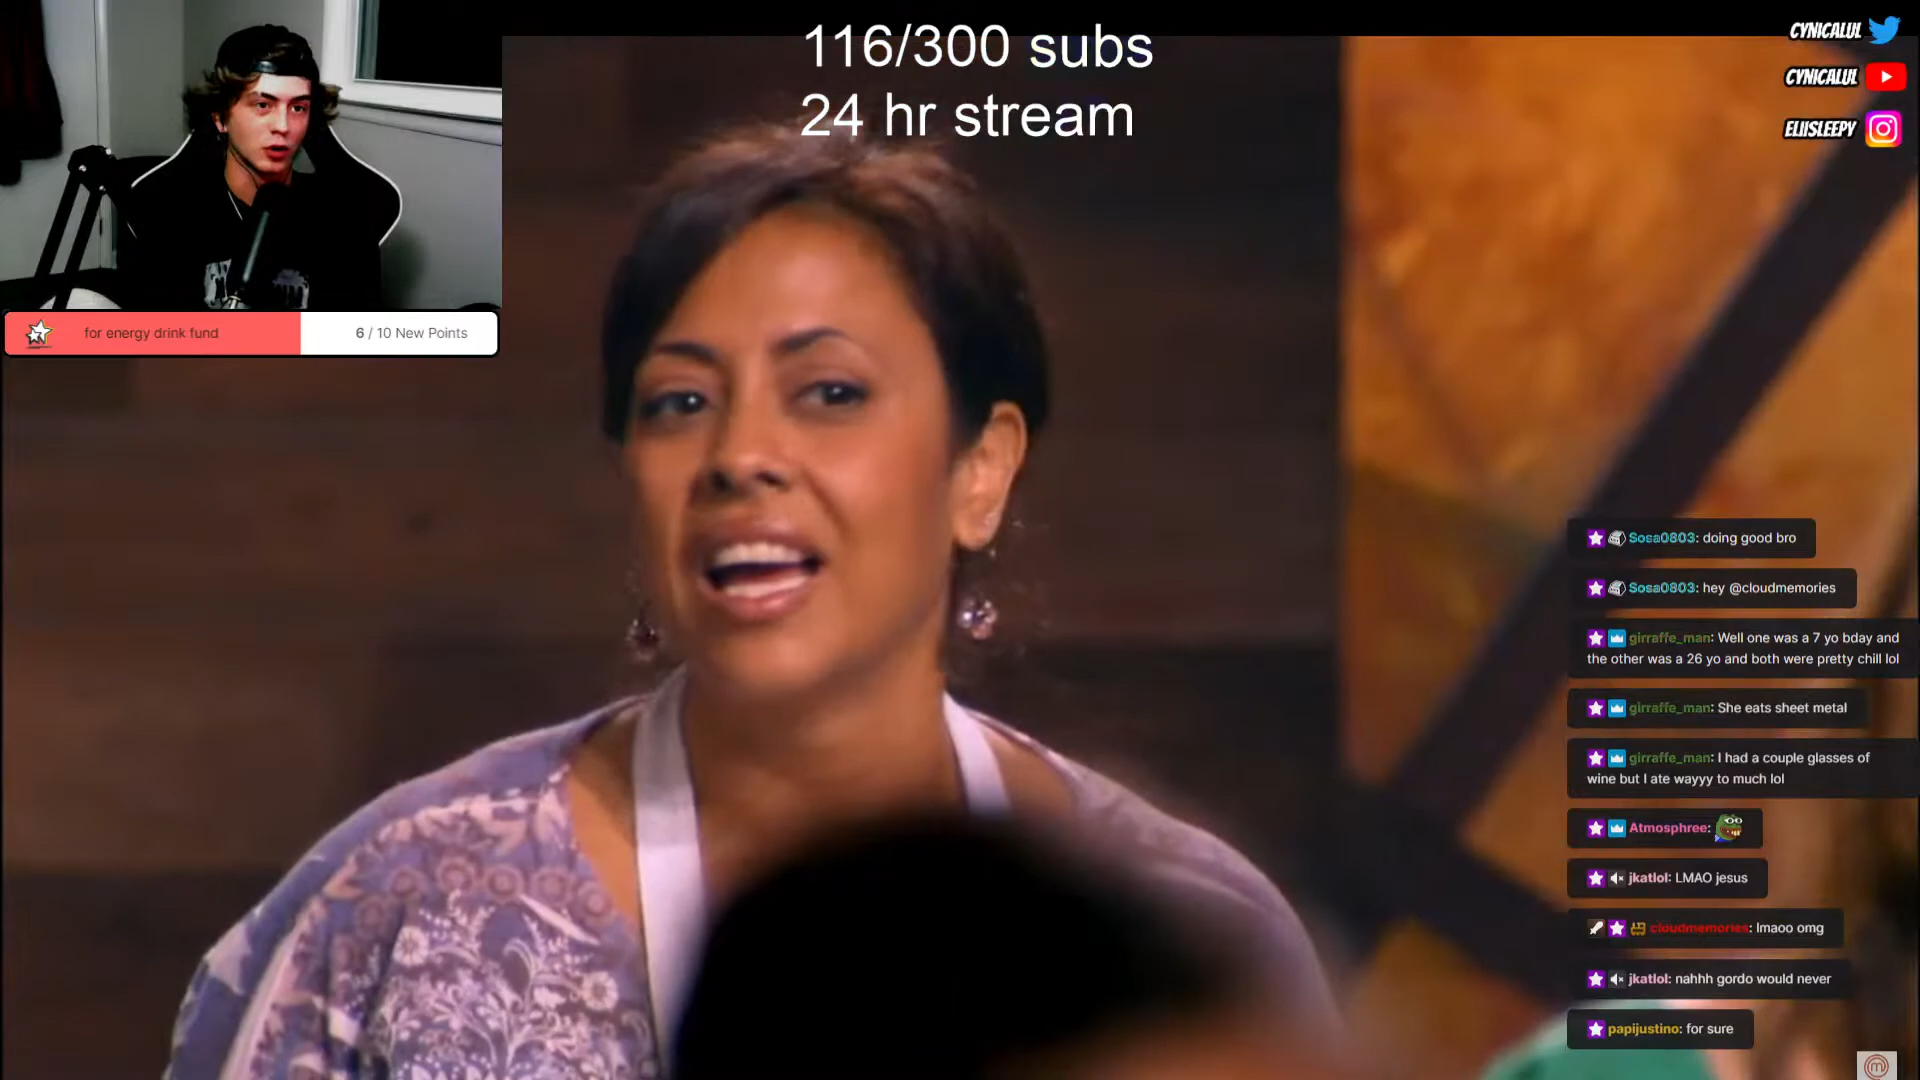 116/300 subs
24 hr stream
CYNICALUL
CYNICALUL
ELIISLEEPY
for energy drink fund
6 / 10 New Points
Sosa0803: doing good bro
Sosa0803: hey @cloudmemories
girraffe_man: Well one was a 7 yo bday and
the other was a 26 yo and both were pretty chill lol
girraffe_man: She eats sheet metal
girraffe_man: I had a couple glasses of
wine but I ate wayyy to much lol
Atmosphree:
jkatlol: LMAO jesus
cloudmemories: lmaoo omg
jkatlol: nahhh gordo would never
papijustino: for sure